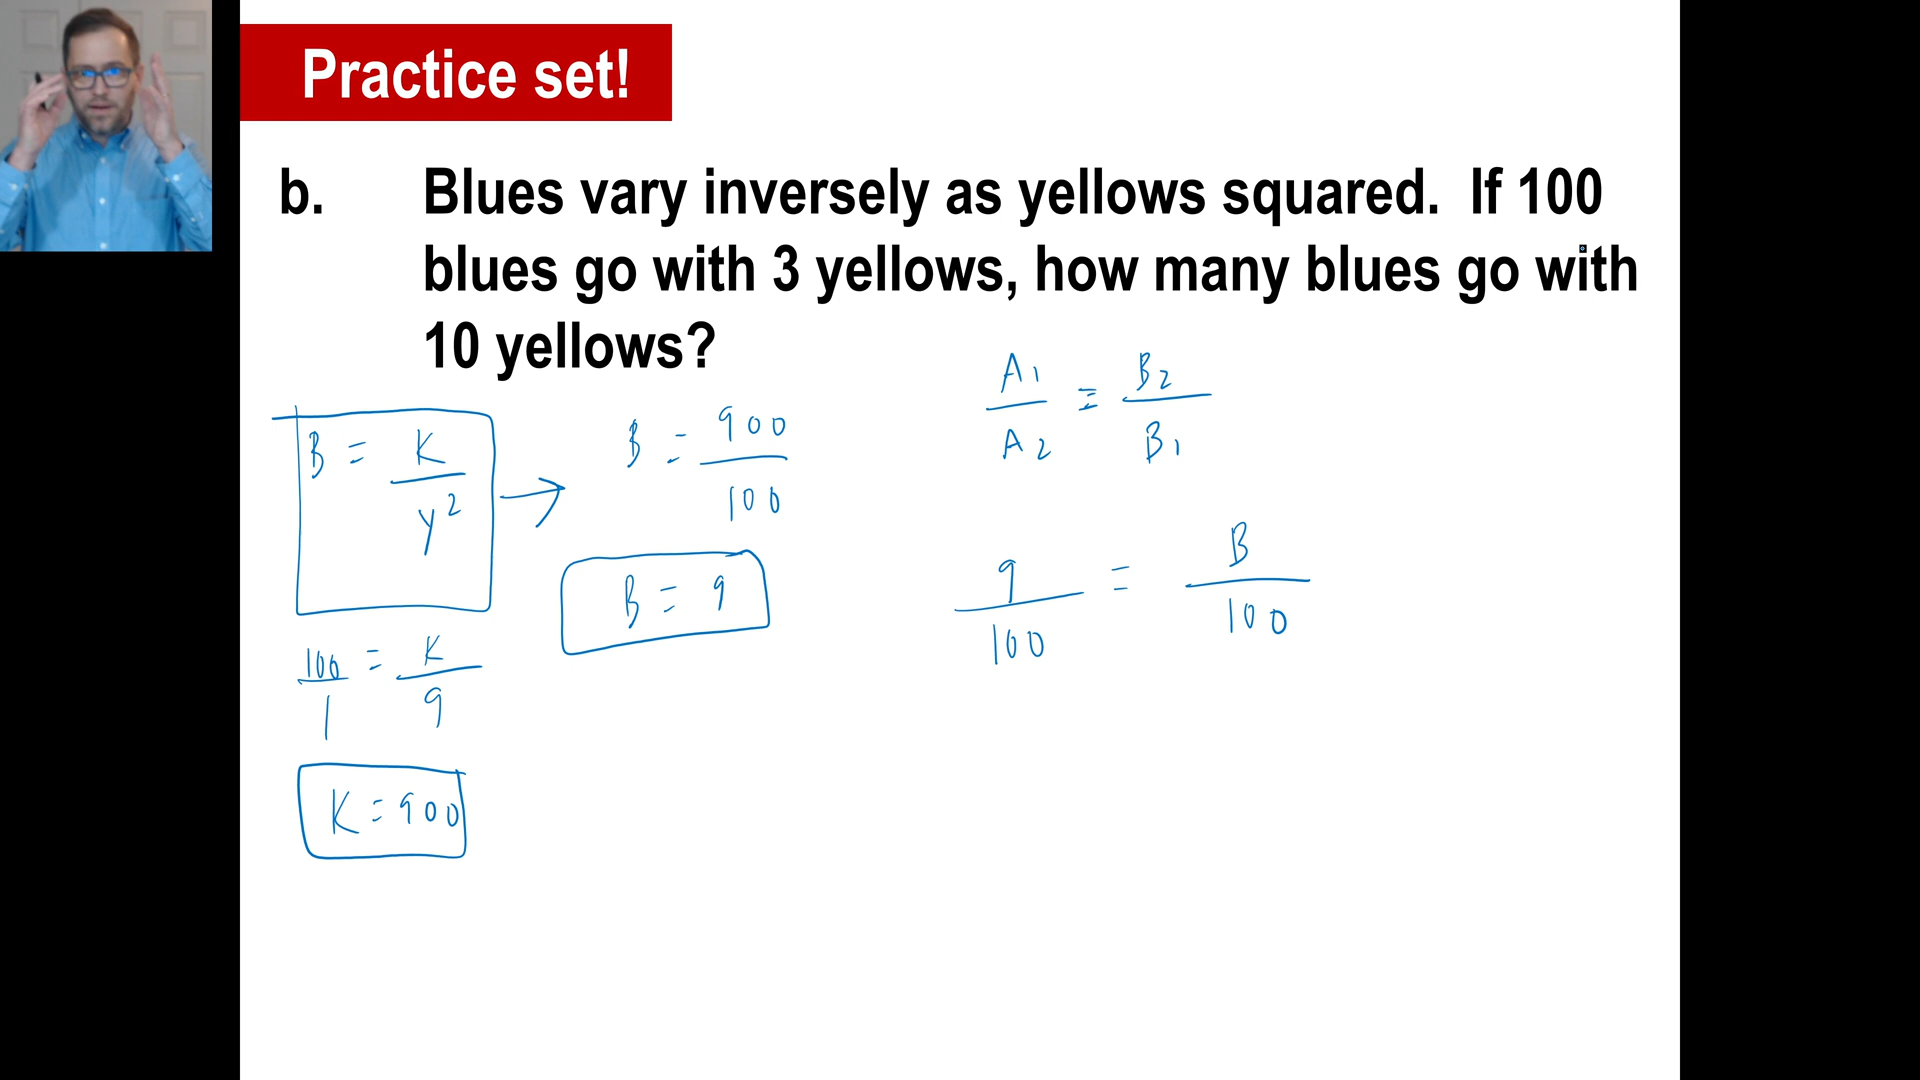 Practice set!
b. Blues vary inversely as yellows squared. If 100
blues go with 3 yellows, how many blues go with
10 yellows?
B = K / y²
100 / 1 = K / 9
K = 900
B = 900 / 100
B = 9
A1 / A2 = B2 / B1
9 / 100 = B / 100